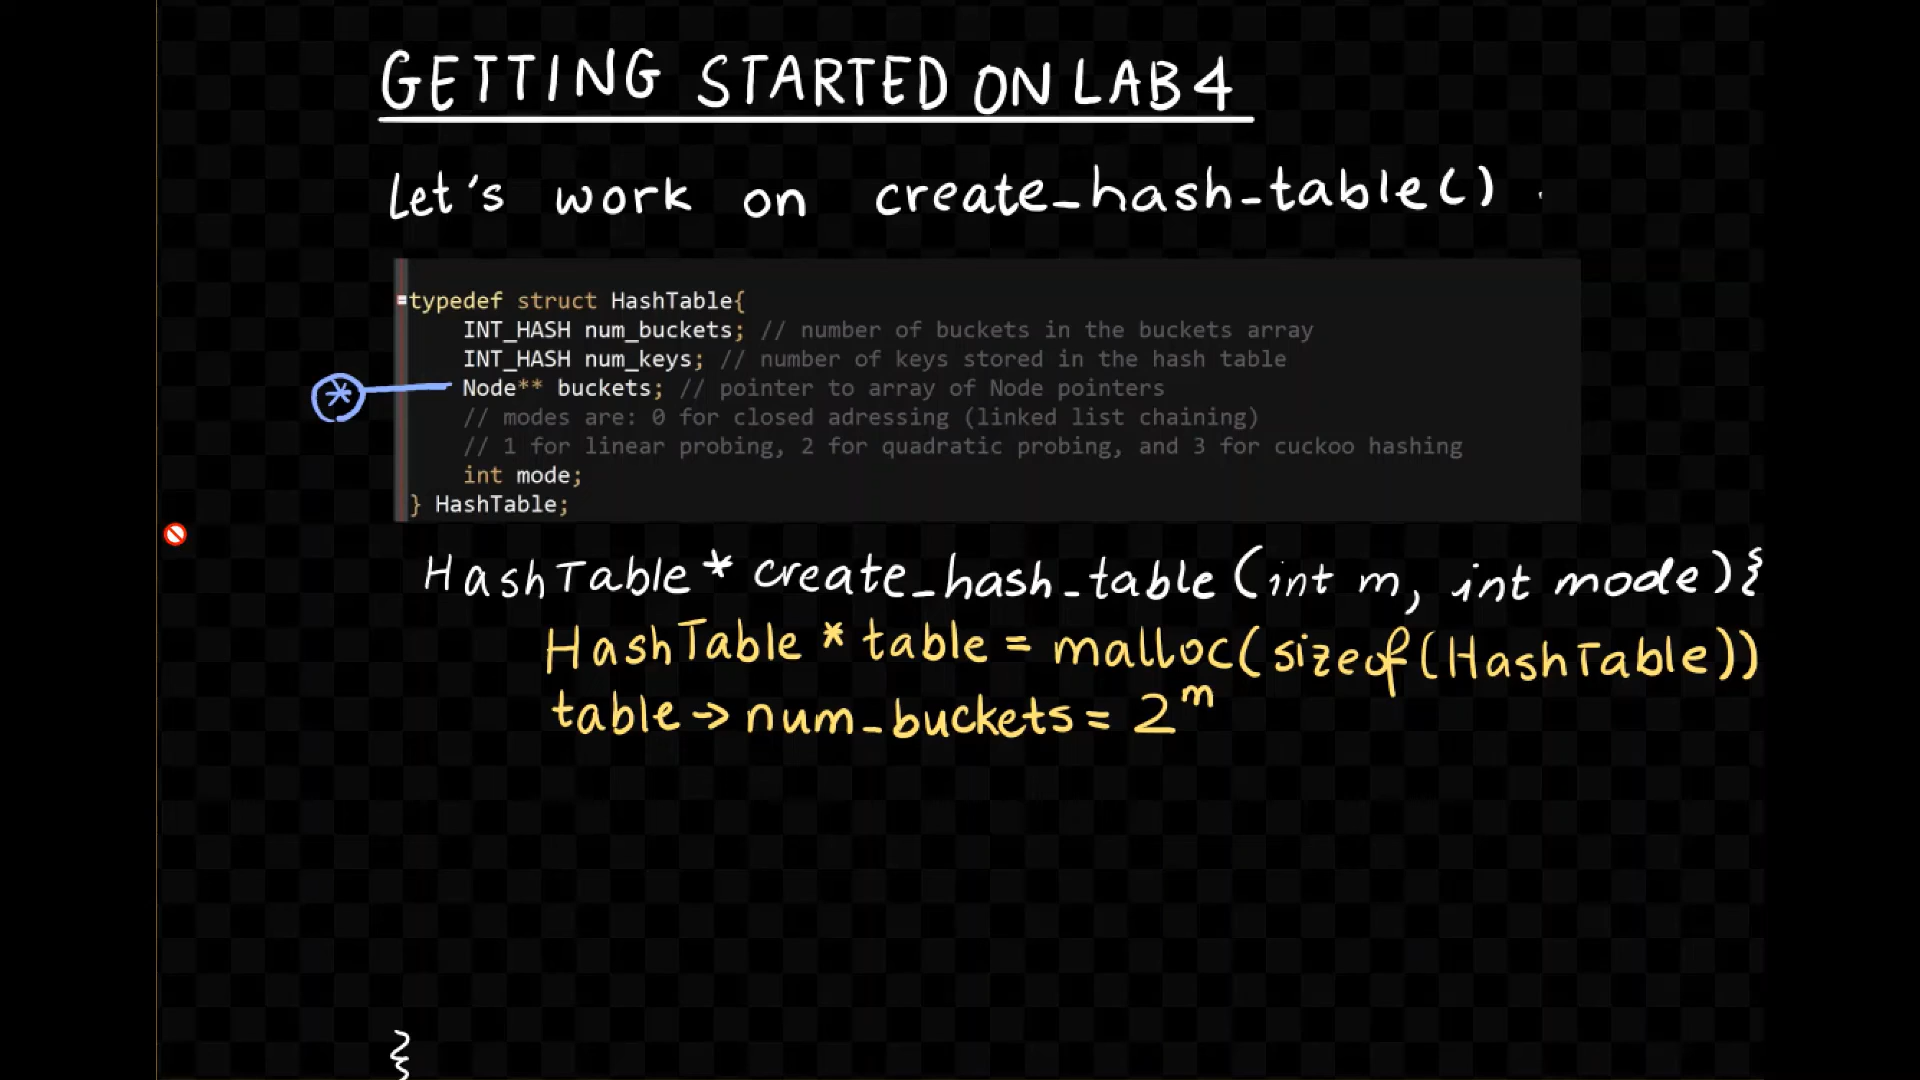 GETTING STARTED ON LAB 4
Let's work on create_hash_table() .
typedef struct HashTable{
INT_HASH num_buckets; // number of buckets in the buckets array
INT_HASH num_keys; // number of keys stored in the hash table
* Node** buckets; // pointer to array of Node pointers
// modes are: 0 for closed adressing (linked list chaining)
// 1 for linear probing, 2 for quadratic probing, and 3 for cuckoo hashing
int mode;
} HashTable;
HashTable * create_hash_table (int m, int mode){
HashTable * table = malloc(sizeof(HashTable))
table -> num_buckets = 2^m
}